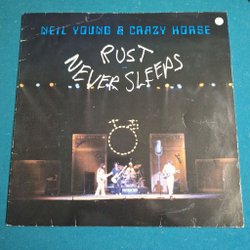 NEIL YOUNG & CRAZY HORSE
RUST
NEVER SLEEPS